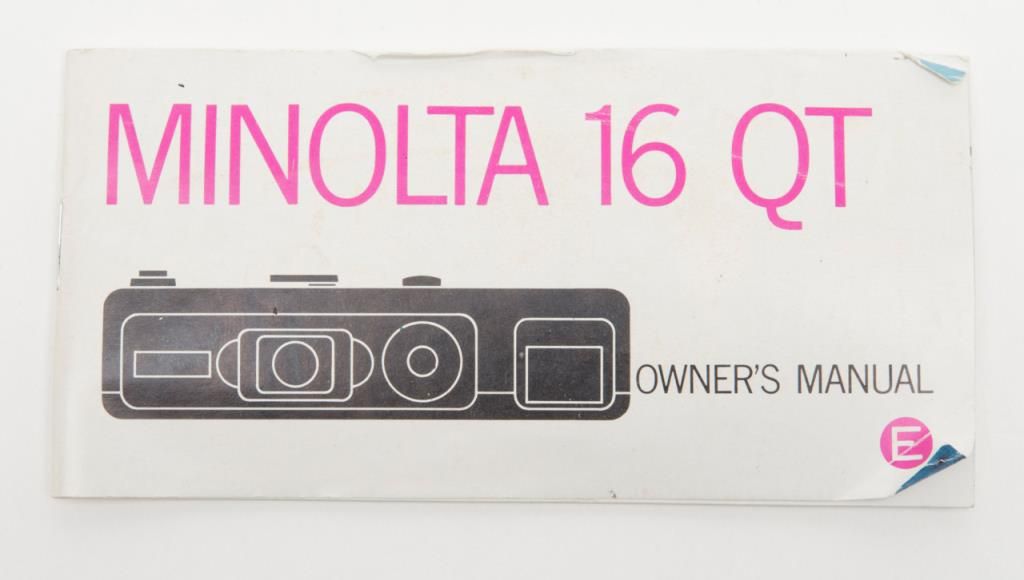 MINOLTA 16 QT
OWNER'S MANUAL
E